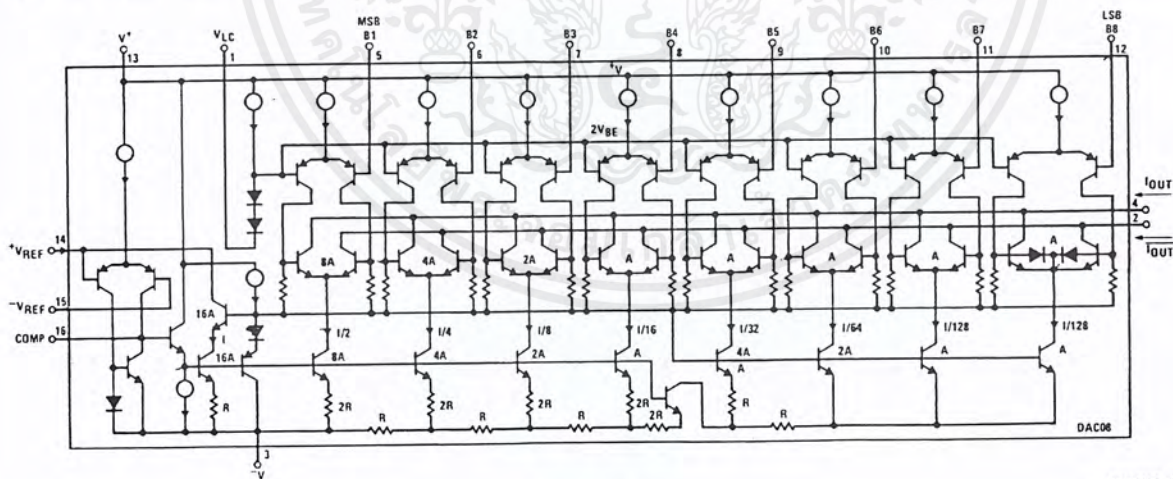 MSB
LSB
V+
VLC
B1
B2
B3
B4
B5
B6
B7
B8
13
1
5
6
7
8
9
10
11
12
+V
2VBE
IOUT
4
2
IOUT
+VREF 14
-VREF 15
COMP 16
8A
4A
2A
A
A
A
A
A
16A
I
I/2
I/4
I/8
I/16
I/32
I/64
I/128
I/128
16A
8A
4A
2A
A
4A
A
2A
A
A
R
2R
2R
2R
2R
2R
R
R
R
R
R
DAC08
3
-V